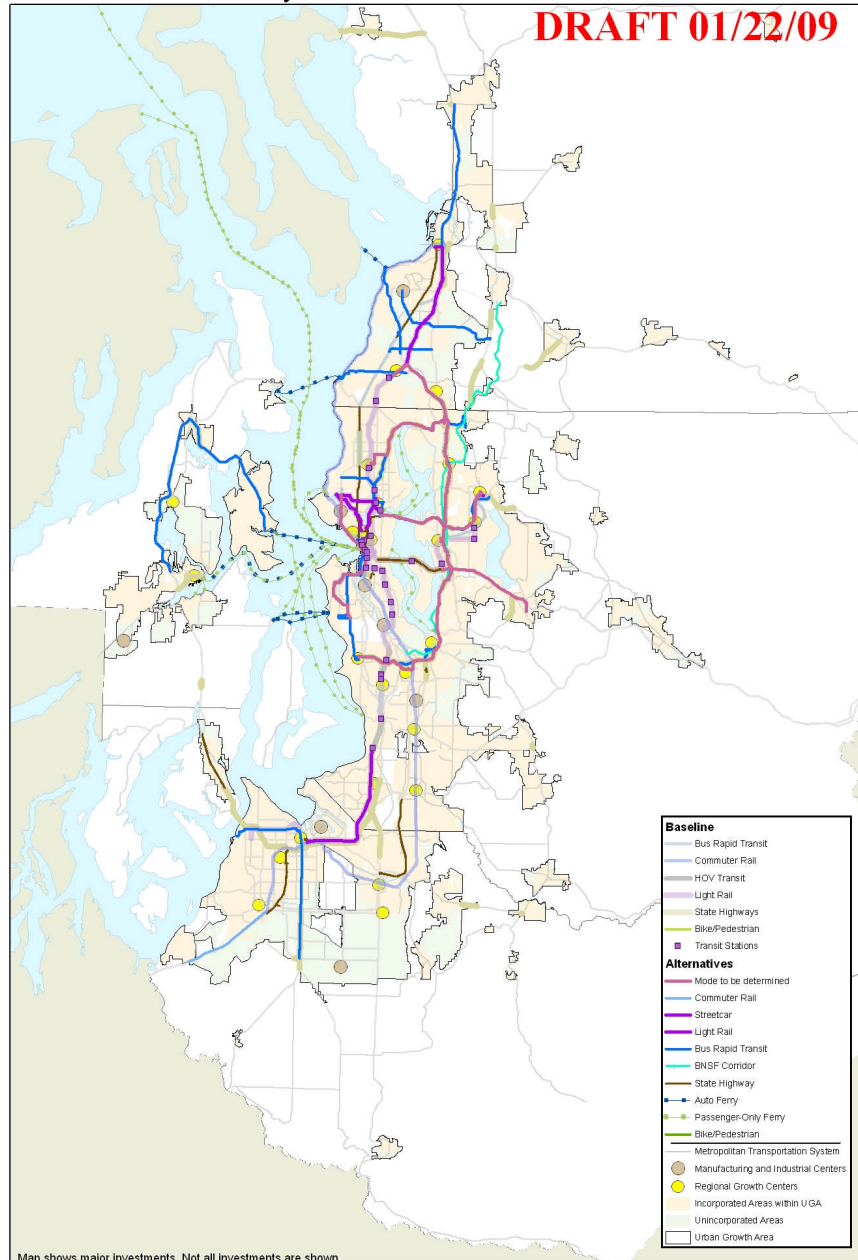 DRAFT 01/22/09
Baseline
Bus Rapid Transit
Commuter Rail
HOV Transit
Light Rail
State Highways
Bike/Pedestrian
Transit Stations
Alternatives
Mode to be determined
Commuter Rail
Streetcar
Light Rail
Bus Rapid Transit
BNSF Corridor
State Highway
Auto Ferry
Passenger-Only Ferry
Bike/Pedestrian
Metropolitan Transportation System
Manufacturing and Industrial Centers
Regional Growth Centers
Incorporated Areas within UGA
Unincorporated Areas
Urban Growth Area
Map shows major investments. Not all investments are shown.